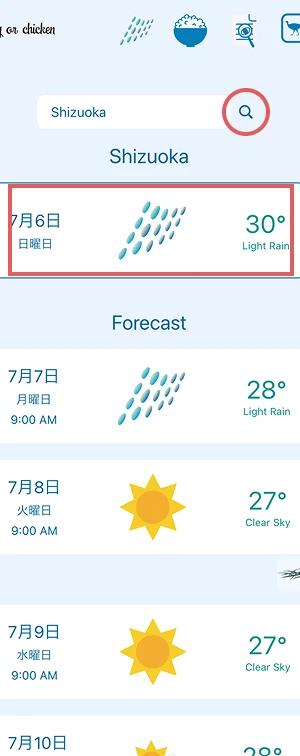 or chicken
Shizuoka
Shizuoka
7月6日
日曜日
30°
Light Rain
Forecast
7月7日
月曜日
9:00 AM
28°
Light Rain
7月8日
火曜日
9:00 AM
27°
Clear Sky
7月9日
水曜日
9:00 AM
27°
Clear Sky
7月10日
28°